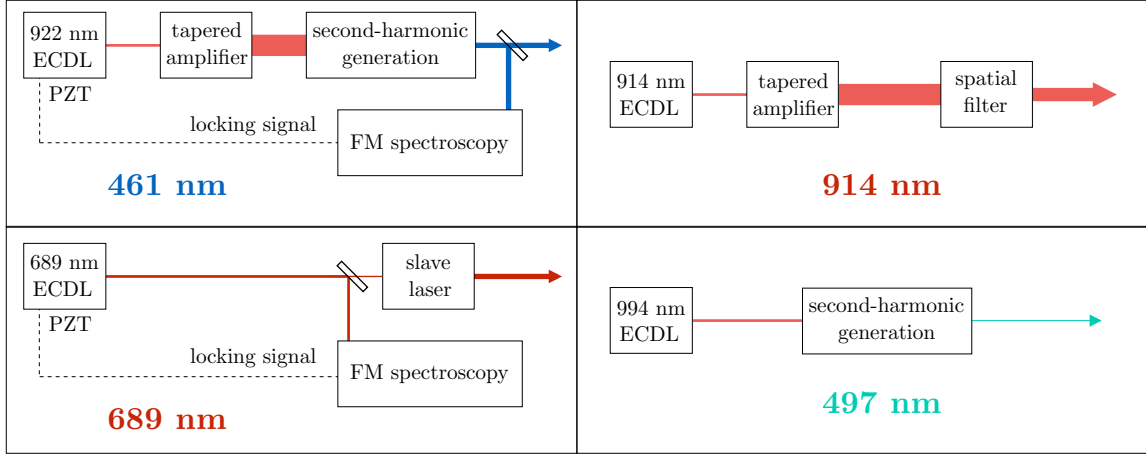 922 nm
ECDL
tapered
amplifier
second-harmonic
generation
PZT
locking signal
FM spectroscopy
461 nm
914 nm
ECDL
tapered
amplifier
spatial
filter
914 nm
689 nm
ECDL
slave
laser
PZT
locking signal
FM spectroscopy
689 nm
994 nm
ECDL
second-harmonic
generation
497 nm